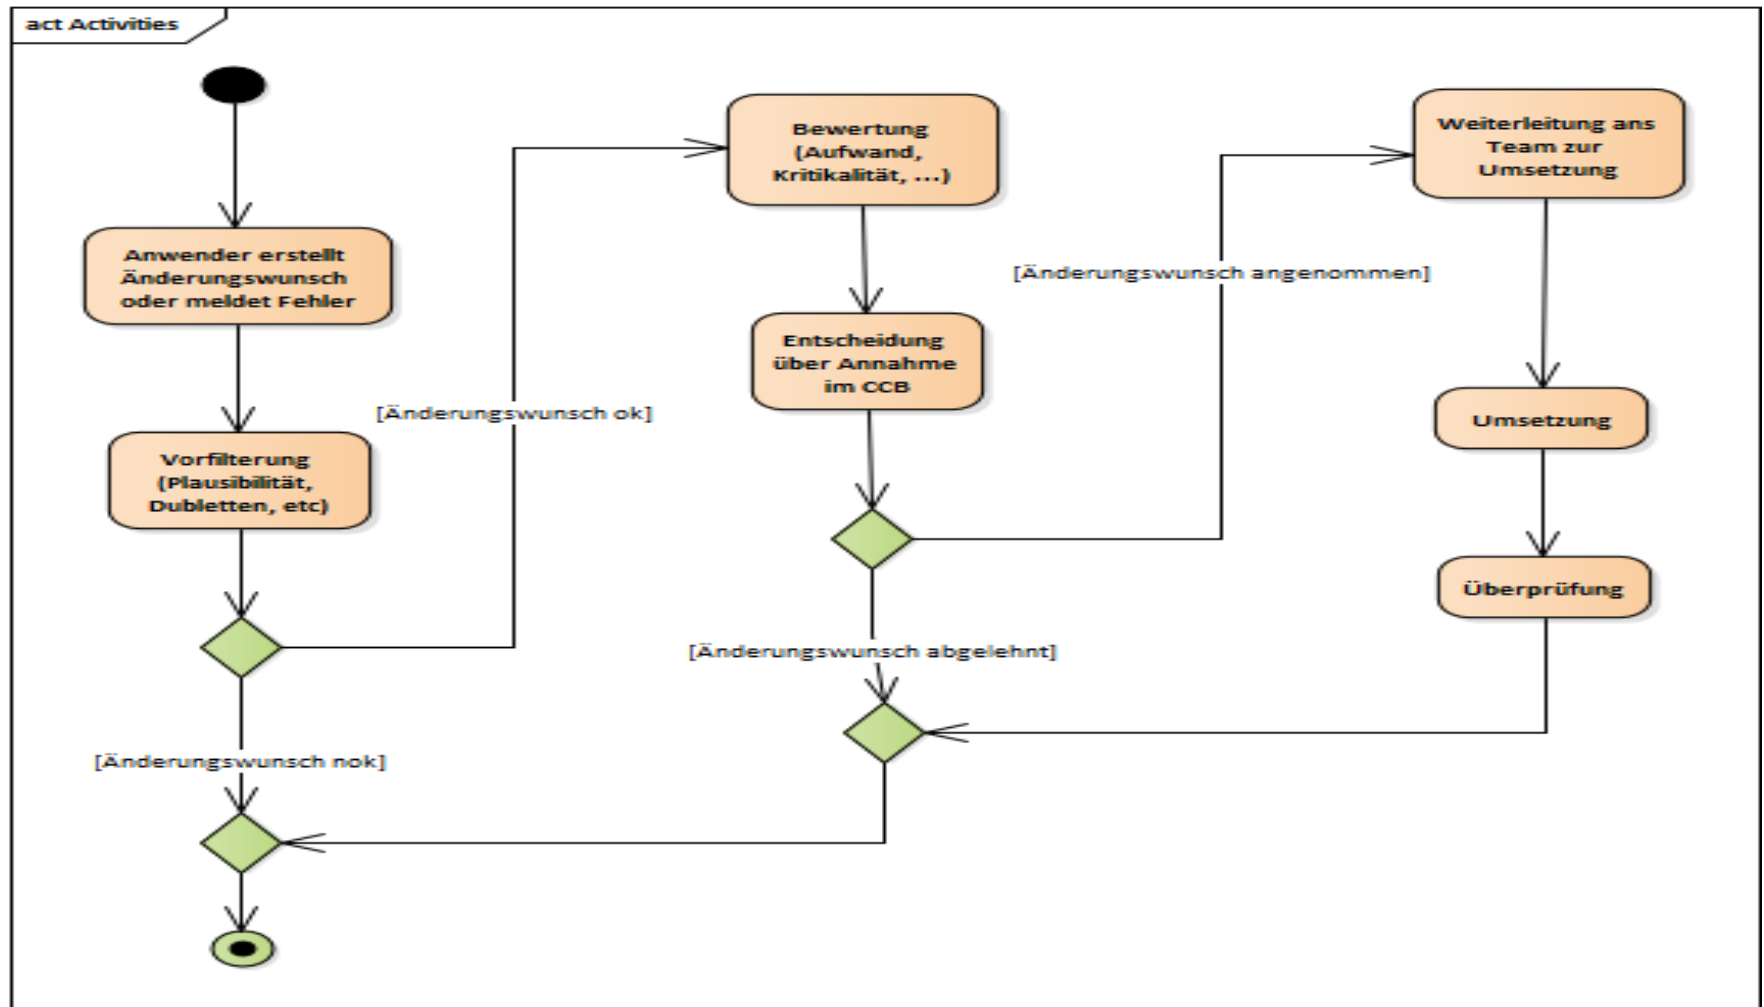 act Activities
Anwender erstellt
Änderungswunsch
oder meldet Fehler
Vorfilterung
(Plausibilität,
Dubletten, etc)
[Änderungswunsch ok]
[Änderungswunsch nok]
Bewertung
(Aufwand,
Kritikalität, ...)
Entscheidung
über Annahme
im CCB
[Änderungswunsch angenommen]
[Änderungswunsch abgelehnt]
Weiterleitung ans
Team zur
Umsetzung
Umsetzung
Überprüfung